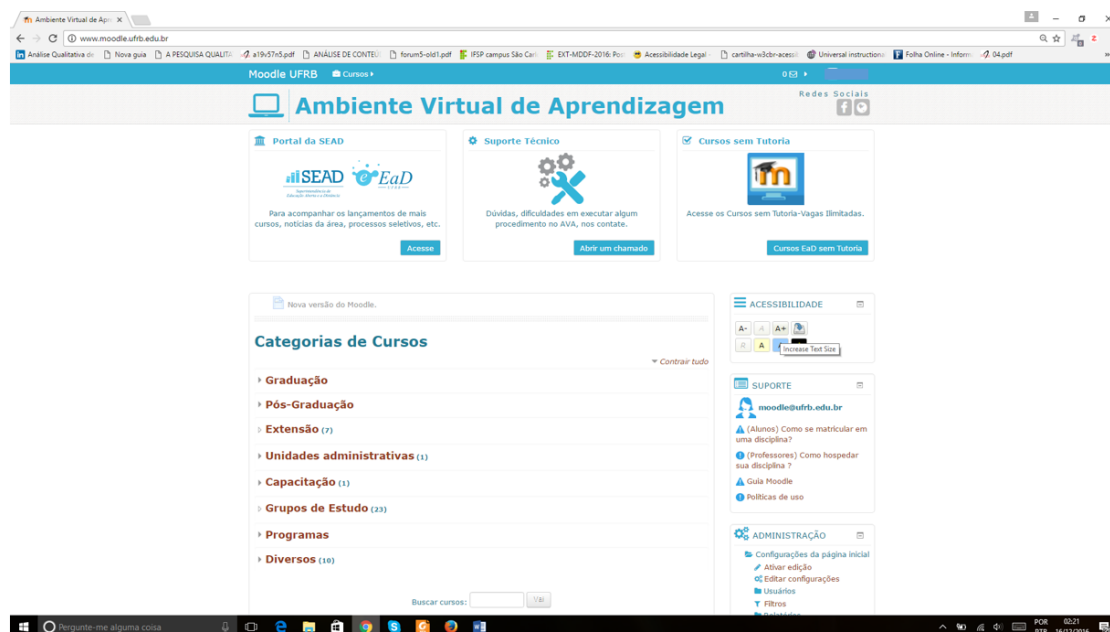 Ambiente Virtual de Apr
www.moodle.ufrb.edu.br
Análise Qualitativa de
Nova guia
A PESQUISA QUALITA
a19v57n5.pdf
ANÁLISE DE CONTEÚ
forum5-old1.pdf
IFSP campus São Carl
EXT-MDDF-2016: Poc
Acessibilidade Legal -
cartilha-w3cbr-acessib
Universal instructiona
Folha Online - Inform
04.pdf
Moodle UFRB
Cursos
0
Ambiente Virtual de Aprendizagem
Redes Sociais
Portal da SEAD
SEAD
EaD
Para acompanhar os lançamentos de mais
cursos, notícias da área, processos seletivos, etc.
Acesse
Suporte Técnico
Dúvidas, dificuldades em executar algum
procedimento no AVA, nos contate.
Abrir um chamado
Cursos sem Tutoria
Acesse os Cursos sem Tutoria-Vagas Ilimitadas.
Cursos EaD sem Tutoria
Nova versão do Moodle.
Categorias de Cursos
Contrair tudo
Graduação
Pós-Graduação
Extensão (7)
Unidades administrativas (1)
Capacitação (1)
Grupos de Estudo (23)
Programas
Diversos (10)
Buscar cursos:
Vai
ACESSIBILIDADE
A- A A+
R A
Increase Text Size
SUPORTE
moodle@ufrb.edu.br
(Alunos) Como se matricular em
uma disciplina?
(Professores) Como hospedar
sua disciplina ?
Guia Moodle
Políticas de uso
ADMINISTRAÇÃO
Configurações da página inicial
Ativar edição
Editar configurações
Usuários
Filtros
Relatórios
Pergunte-me alguma coisa
POR 02:21
PTB 16/12/2016